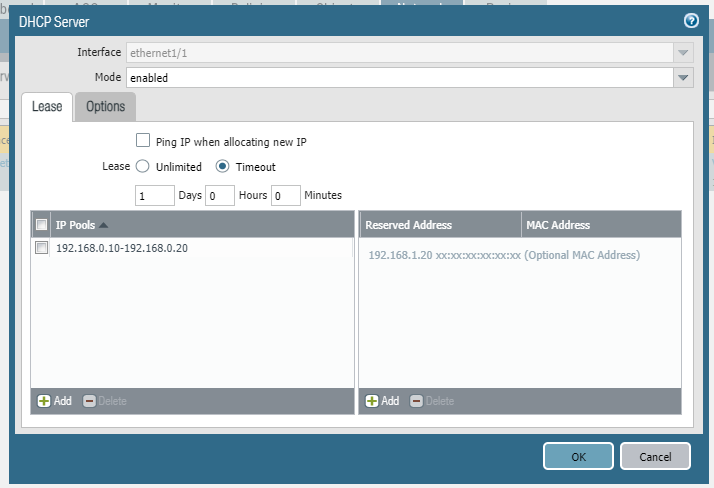 DHCP Server
Interface ethernet1/1
Mode enabled
Lease Options
Ping IP when allocating new IP
Lease Unlimited Timeout
1 Days 0 Hours 0 Minutes
IP Pools
192.168.0.10-192.168.0.20
Add Delete
Reserved Address MAC Address
192.168.1.20 xx:xx:xx:xx:xx:xx (Optional MAC Address)
Add Delete
OK Cancel